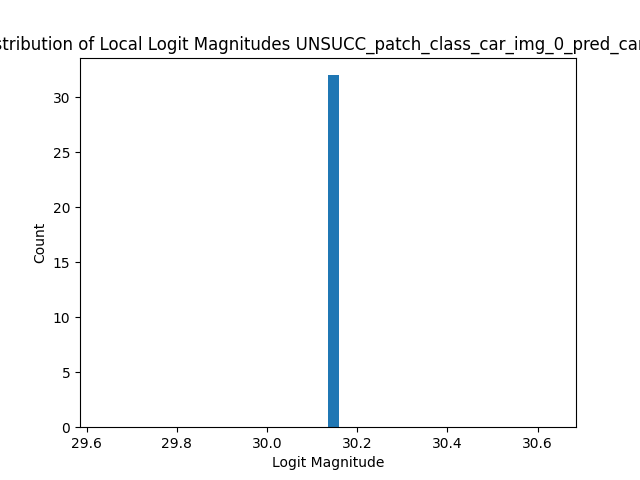 stribution of Local Logit Magnitudes UNSUCC_patch_class_car_img_0_pred_car
30
25
20
15
10
5
0
Count
29.6 29.8 30.0 30.2 30.4 30.6
Logit Magnitude